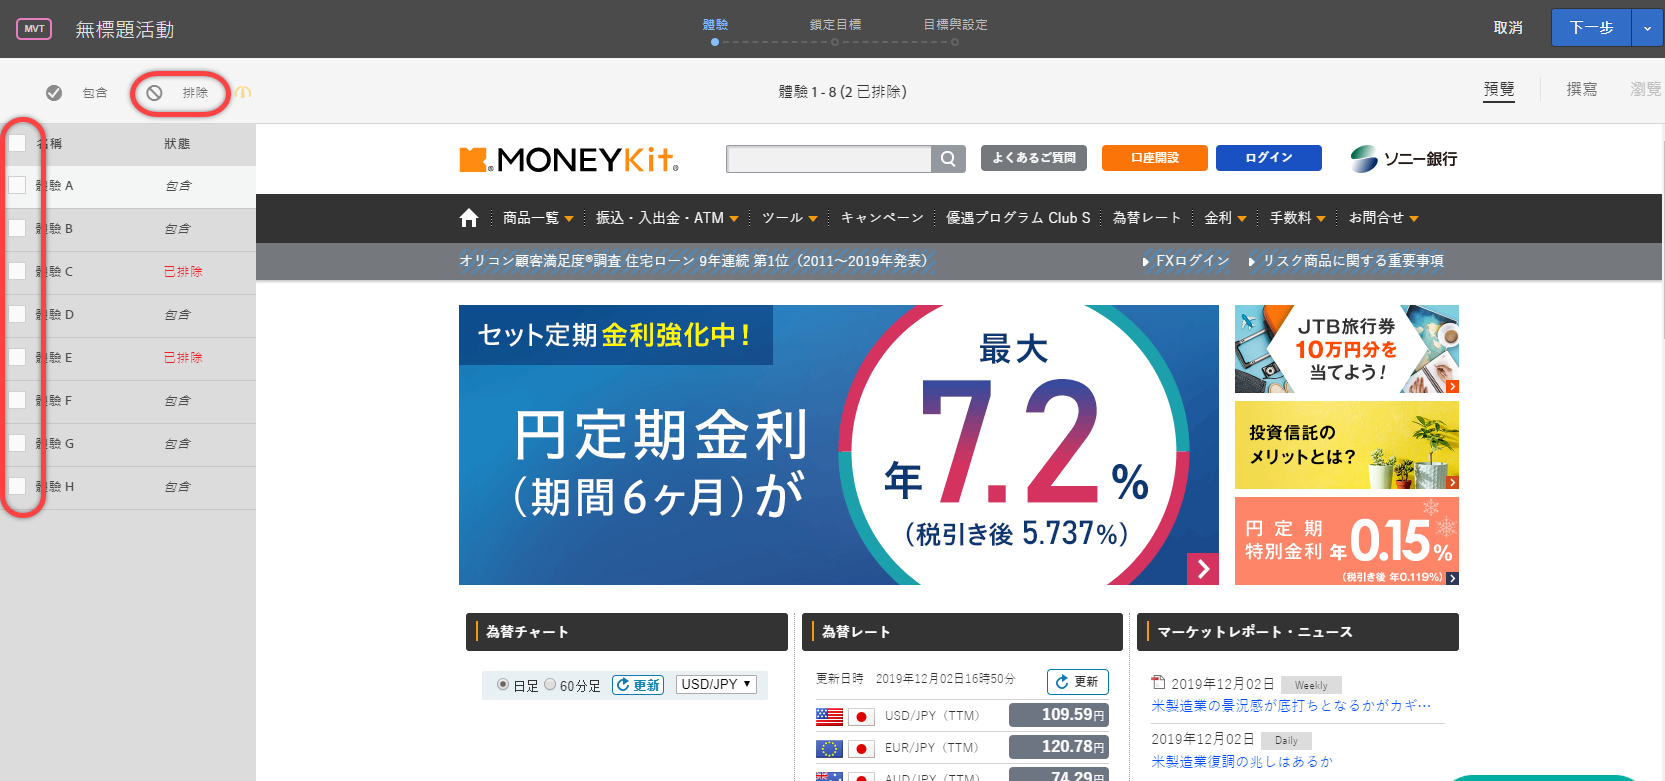 MVT 無標題活動
體驗 鎖定目標 目標與設定
取消 下一步
包含 排除
體驗 1 - 8 (2 已排除)
預覽 撰寫 瀏覽
名稱 狀態
體驗 A 包含
體驗 B 包含
體驗 C 已排除
體驗 D 包含
體驗 E 已排除
體驗 F 包含
體驗 G 包含
體驗 H 包含
MONEYKit
よくあるご質問 口座開設 ログイン ソニー銀行
商品一覧 振込・入出金・ATM ツール キャンペーン 優遇プログラム Club S 為替レート 金利 手数料 お問合せ
オリコン顧客満足度®調査 住宅ローン 9年連続 第1位（2011～2019年発表）
FXログイン リスク商品に関する重要事項
セット定期 金利強化中！
円定期金利
（期間6ヶ月）が
最大
年7.2%
（税引き後 5.737%）
JTB旅行券
10万円分を
当てよう！
投資信託の
メリットとは？
円定期
特別金利 年0.15%
（税引き後 年0.119%）
為替チャート
日足 60分足 更新 USD/JPY
為替レート
更新日時 2019年12月02日16時50分 更新
USD/JPY（TTM） 109.59円
EUR/JPY（TTM） 120.78円
AUD/JPY（TTM） 74.29円
マーケットレポート・ニュース
2019年12月02日 Weekly
米製造業の景況感が底打ちとなるかがカギ…
2019年12月02日 Daily
米製造業復調の兆しはあるか